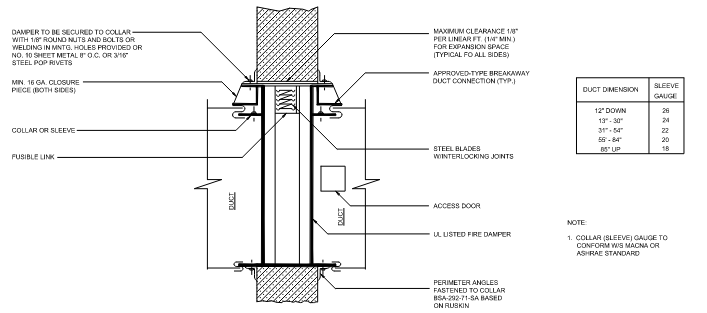 DAMPER TO BE SECURED TO COLLAR
WITH 1/8" ROUND NUTS AND BOLTS OR
WELDING IN MNTG. HOLES PROVIDED OR
NO. 10 SHEET METAL 8" O.C. OR 3/16"
STEEL POP RIVETS
MIN. 16 GA. CLOSURE
PIECE (BOTH SIDES)
COLLAR OR SLEEVE
FUSIBLE LINK
DUCT
DUCT
MAXIMUM CLEARANCE 1/8"
PER LINEAR FT. (1/4" MIN.)
FOR EXPANSION SPACE
(TYPICAL FO ALL SIDES)
APPROVED-TYPE BREAKAWAY
DUCT CONNECTION (TYP.)
STEEL BLADES
W/INTERLOCKING JOINTS
ACCESS DOOR
UL LISTED FIRE DAMPER
PERIMETER ANGLES
FASTENED TO COLLAR
BSA-292-71-SA BASED
ON RUSKIN
DUCT DIMENSION SLEEVE GAUGE
12" DOWN 26
13" - 30" 24
31" - 54" 22
55' - 84" 20
85" UP 18
NOTE:
1. COLLAR (SLEEVE) GAUGE TO
CONFORM W/S MACNA OR
ASHRAE STANDARD